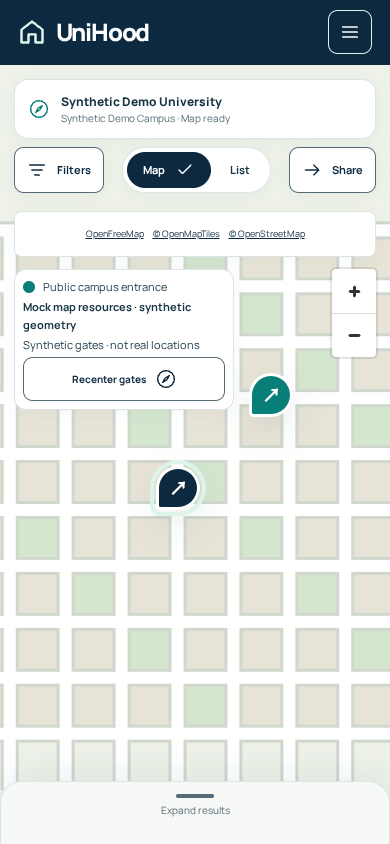 UniHood
Synthetic Demo University
Synthetic Demo Campus · Map ready
Filters
Map
List
Share
OpenFreeMap © OpenMapTiles © OpenStreetMap
Public campus entrance
Mock map resources · synthetic
geometry
Synthetic gates · not real locations
Recenter gates
+
−
Expand results